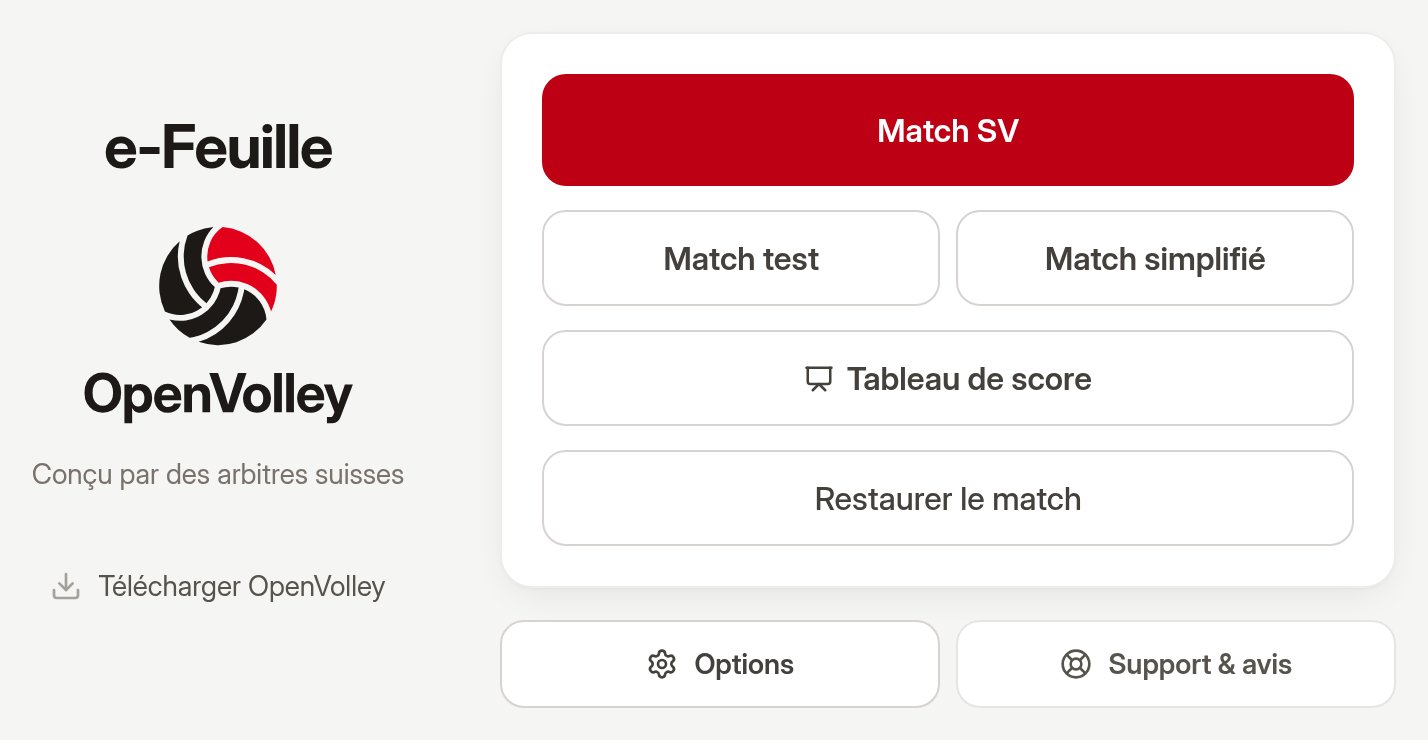 e-Feuille
OpenVolley
Conçu par des arbitres suisses
Télécharger OpenVolley
Match SV
Match test
Match simplifié
Tableau de score
Restaurer le match
Options
Support & avis